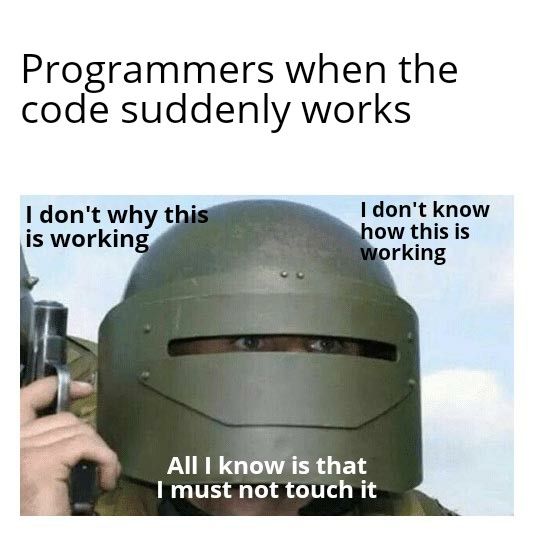 Programmers when the
code suddenly works
I don't why this
is working
I don't know
how this is
working
All I know is that
I must not touch it